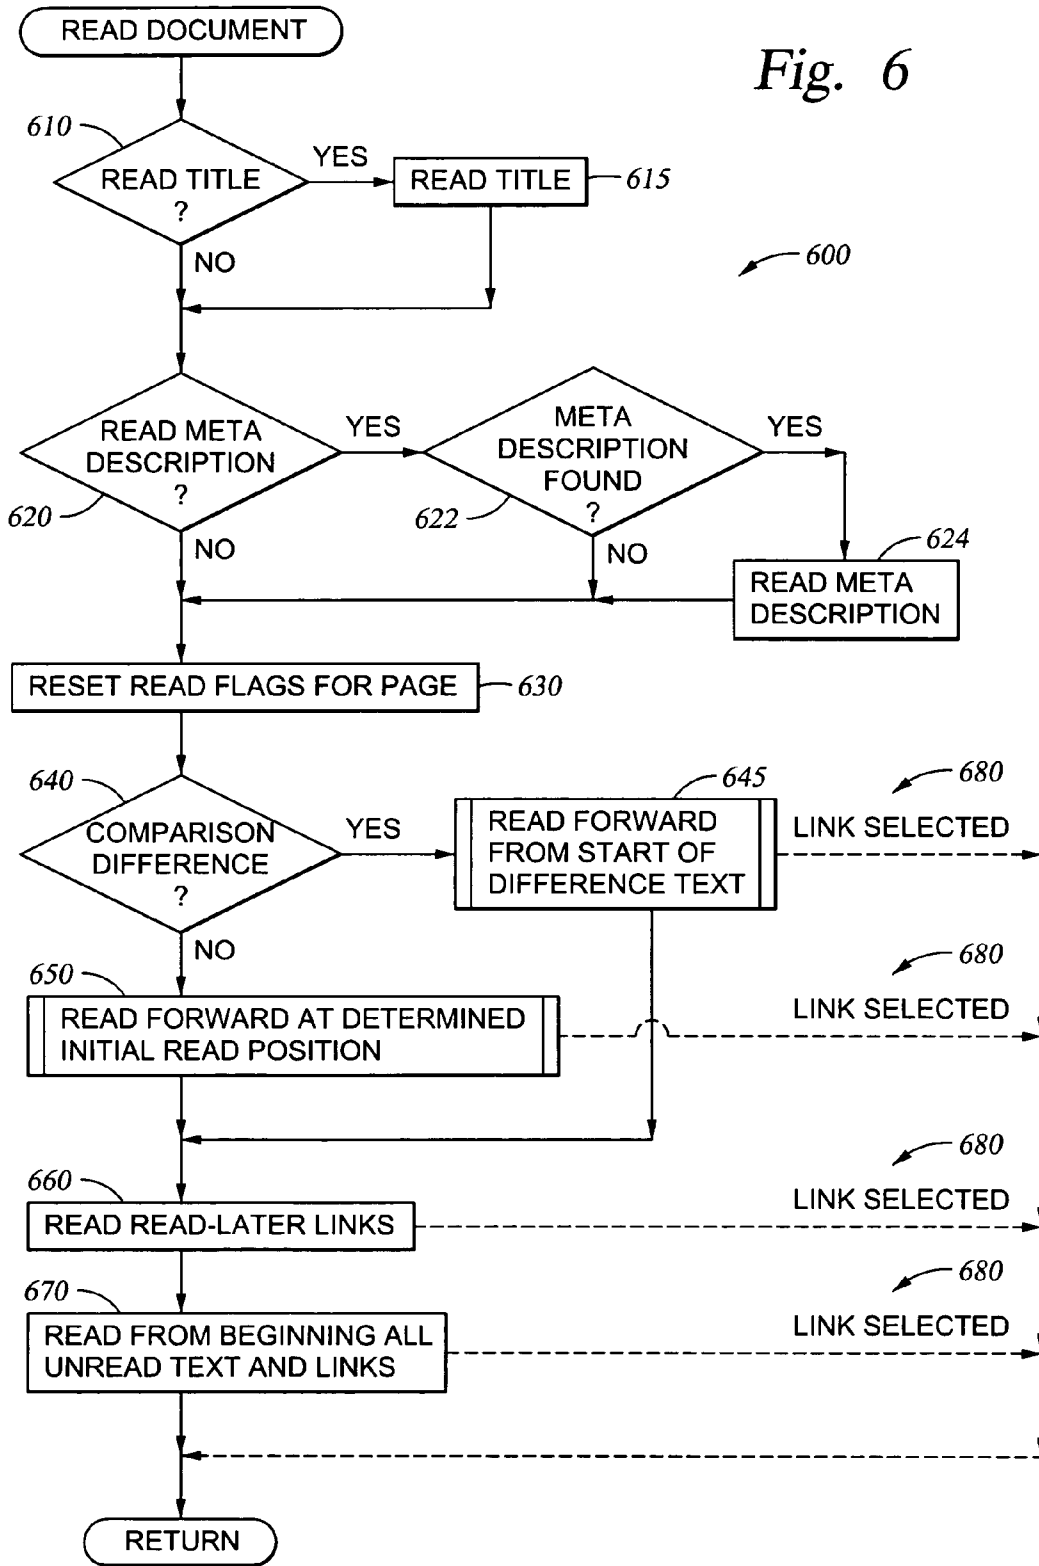 READ DOCUMENT
Fig. 6
610
READ TITLE
?
YES
READ TITLE
615
NO
600
READ META
DESCRIPTION
?
620
YES
META
DESCRIPTION
FOUND
?
622
YES
NO
NO
624
READ META
DESCRIPTION
RESET READ FLAGS FOR PAGE
630
640
COMPARISON
DIFFERENCE
?
YES
645
READ FORWARD
FROM START OF
DIFFERENCE TEXT
680
LINK SELECTED
NO
650
READ FORWARD AT DETERMINED
INITIAL READ POSITION
680
LINK SELECTED
660
READ READ-LATER LINKS
680
LINK SELECTED
670
READ FROM BEGINNING ALL
UNREAD TEXT AND LINKS
680
LINK SELECTED
RETURN